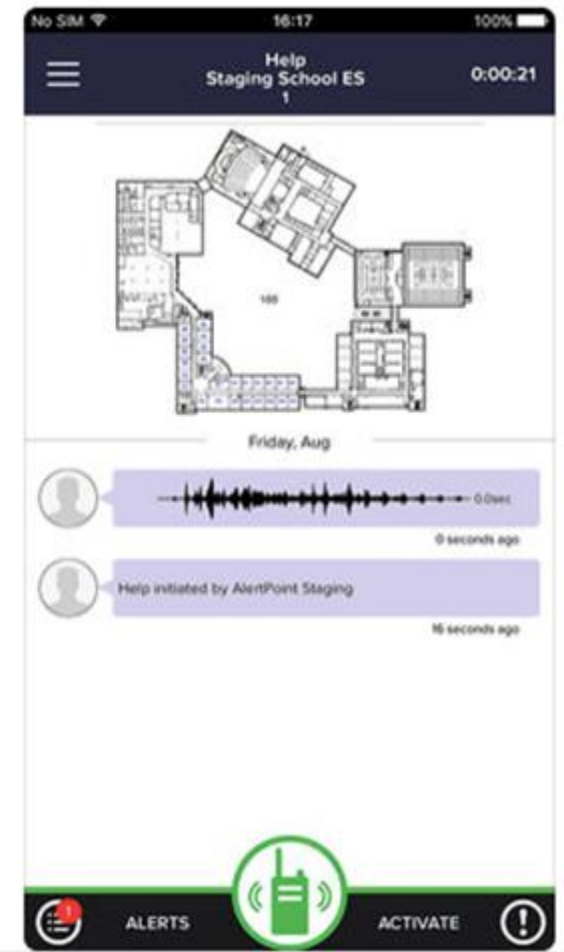 No SIM 16:17 100%
Help
Staging School ES
1
0:00:21
Friday, Aug
0.0sec
0 seconds ago
Help initiated by AlertPoint Staging
16 seconds ago
1
ALERTS
ACTIVATE